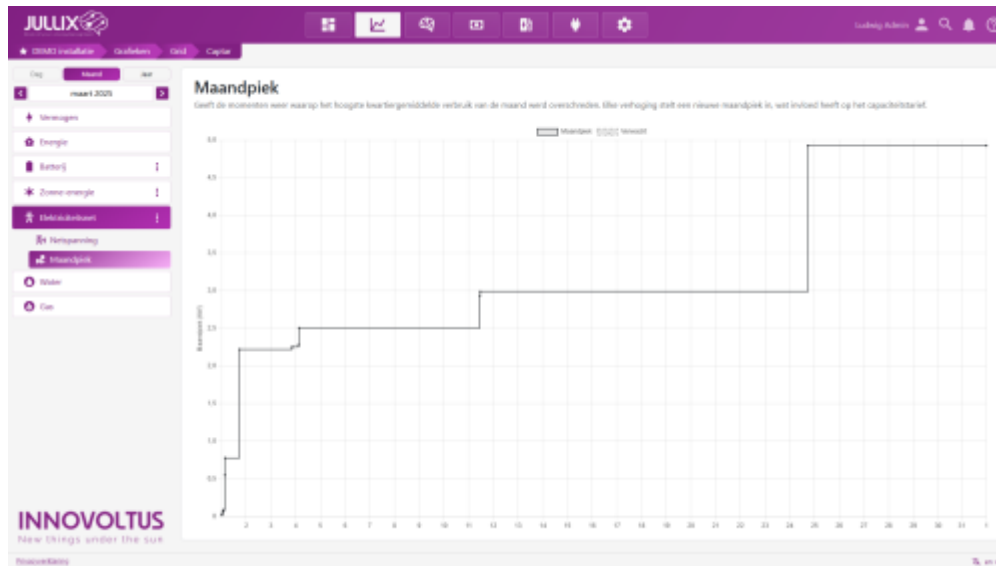 JULLIX
Ludwig Admin
DEMO installatie Grafieken Grid Captar
Dag Maand Jaar
maart 2025
Vermogen
Energie
Batterij
Zonne-energie
Elektriciteitsnet
Netspanning
Maandpiek
Water
Gas
Maandpiek
Geeft de momenten weer waarop het hoogste kwartiergemiddelde verbruik van de maand werd overschreden. Elke verhoging stelt een nieuwe maandpiek in, wat invloed heeft op het capaciteitstarief.
Maandpiek Verwacht
5,0
4,5
4,0
3,5
3,0
2,5
2,0
1,5
1,0
0,5
0
Maandpiek (kW)
2 3 4 5 6 7 8 9 10 11 12 13 14 15 16 17 18 19 20 21 22 23 24 25 26 27 28 29 30 31 1
INNOVOLTUS
New things under the sun
Privacyverklaring